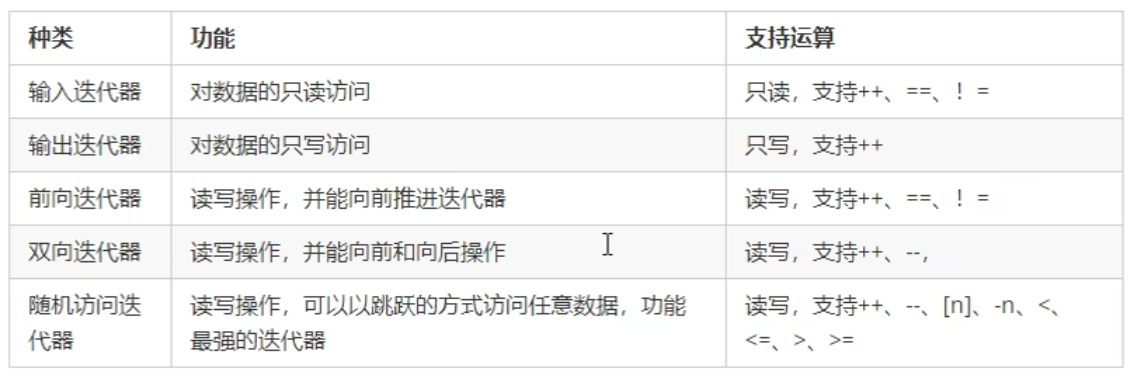 种类 功能 支持运算
输入迭代器 对数据的只读访问 只读，支持++、==、！=
输出迭代器 对数据的只写访问 只写，支持++
前向迭代器 读写操作，并能向前推进迭代器 读写，支持++、==、！=
双向迭代器 读写操作，并能向前和向后操作 读写，支持++、--，
随机访问迭 读写操作，可以以跳跃的方式访问任意数据，功能 读写，支持++、--、[n]、-n、<、
代器 最强的迭代器 <=、>、>=